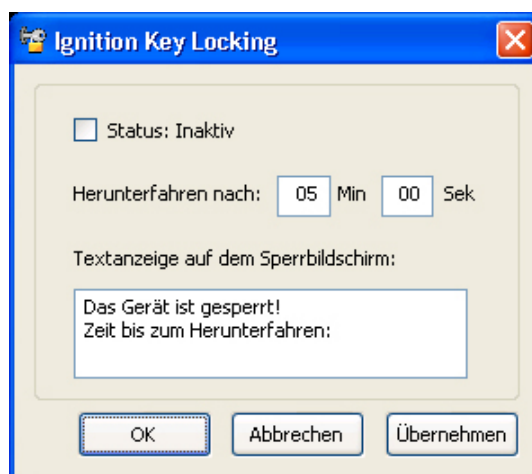 Ignition Key Locking
Status: Inaktiv
Herunterfahren nach: 05 Min 00 Sek
Textanzeige auf dem Sperrbildschirm:
Das Gerät ist gesperrt!
Zeit bis zum Herunterfahren:
OK Abbrechen Übernehmen